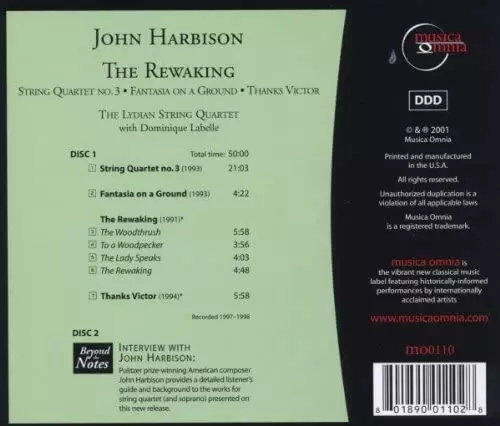 JOHN HARBISON
THE REWAKING
STRING QUARTET NO.3 • FANTASIA ON A GROUND • THANKS VICTOR
THE LYDIAN STRING QUARTET
with Dominique Labelle
DISC 1 Total time: 50:00
1 String Quartet no.3 (1993) 21:03
2 Fantasia on a Ground (1993) 4:22
The Rewaking (1991)*
3 The Woodthrush 5:58
4 To a Woodpecker 3:56
5 The Lady Speaks 4:03
6 The Rewaking 4:48
7 Thanks Victor (1994)* 5:58
Recorded 1997-1998
DISC 2
Beyond the Notes
INTERVIEW WITH
JOHN HARBISON:
Pulitzer prize-winning American composer
John Harbison provides a detailed listener's
guide and background to the works for
string quartet (and soprano) presented on
this new release.
musica
Omnia
DDD
© & ℗ 2001
Musica Omnia
Printed and manufactured
in the U.S.A.
All rights reserved.
Unauthorized duplication is a
violation of all applicable laws
Musica Omnia
is a registered trademark.
musica omnia is
the vibrant new classical music
label featuring historically-informed
performances by internationally
acclaimed artists
www.musicaomnia.com
mo0110
8 01890 01102 8